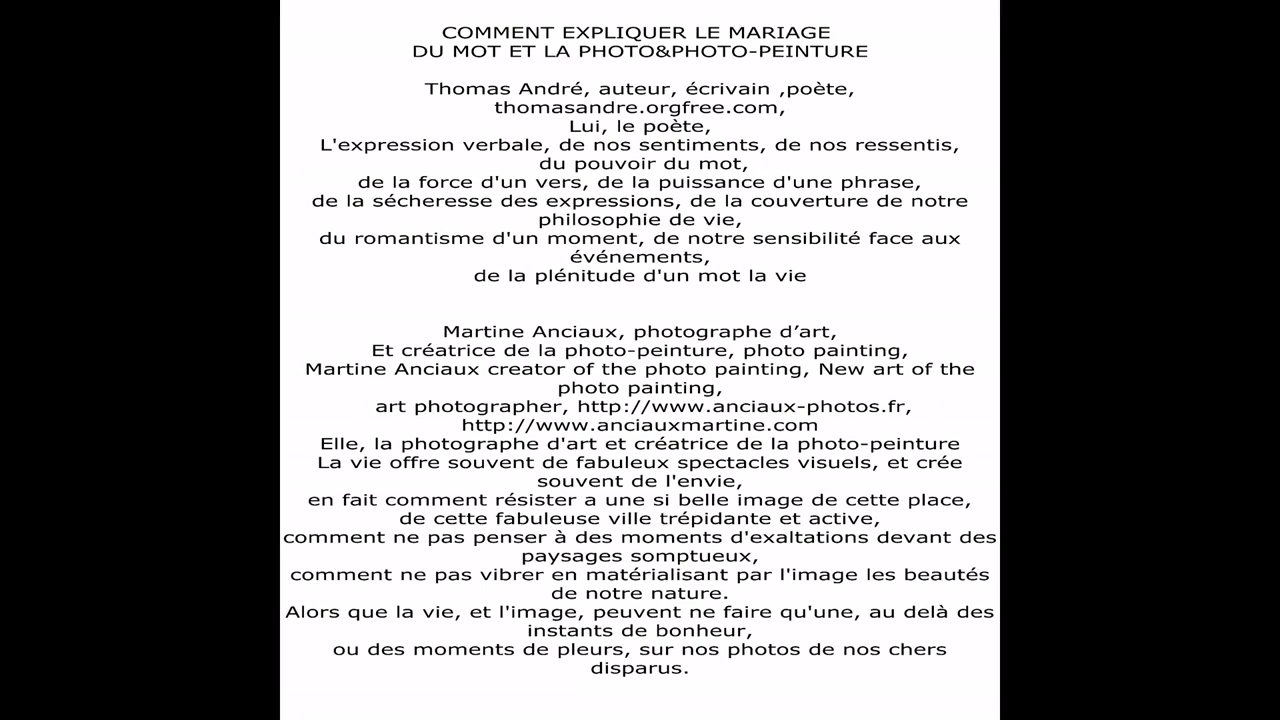 COMMENT EXPLIQUER LE MARIAGE
DU MOT ET LA PHOTO&PHOTO-PEINTURE
Thomas André, auteur, écrivain ,poète,
thomasandre.orgfree.com,
Lui, le poète,
L'expression verbale, de nos sentiments, de nos ressentis,
du pouvoir du mot,
de la force d'un vers, de la puissance d'une phrase,
de la sécheresse des expressions, de la couverture de notre
philosophie de vie,
du romantisme d'un moment, de notre sensibilité face aux
événements,
de la plénitude d'un mot la vie
Martine Anciaux, photographe d’art,
Et créatrice de la photo-peinture, photo painting,
Martine Anciaux creator of the photo painting, New art of the
photo painting,
art photographer, http://www.anciaux-photos.fr,
http://www.anciauxmartine.com
Elle, la photographe d'art et créatrice de la photo-peinture
La vie offre souvent de fabuleux spectacles visuels, et crée
souvent de l'envie,
en fait comment résister a une si belle image de cette place,
de cette fabuleuse ville trépidante et active,
comment ne pas penser à des moments d'exaltations devant des
paysages somptueux,
comment ne pas vibrer en matérialisant par l'image les beautés
de notre nature.
Alors que la vie, et l'image, peuvent ne faire qu'une, au delà des
instants de bonheur,
ou des moments de pleurs, sur nos photos de nos chers
disparus.